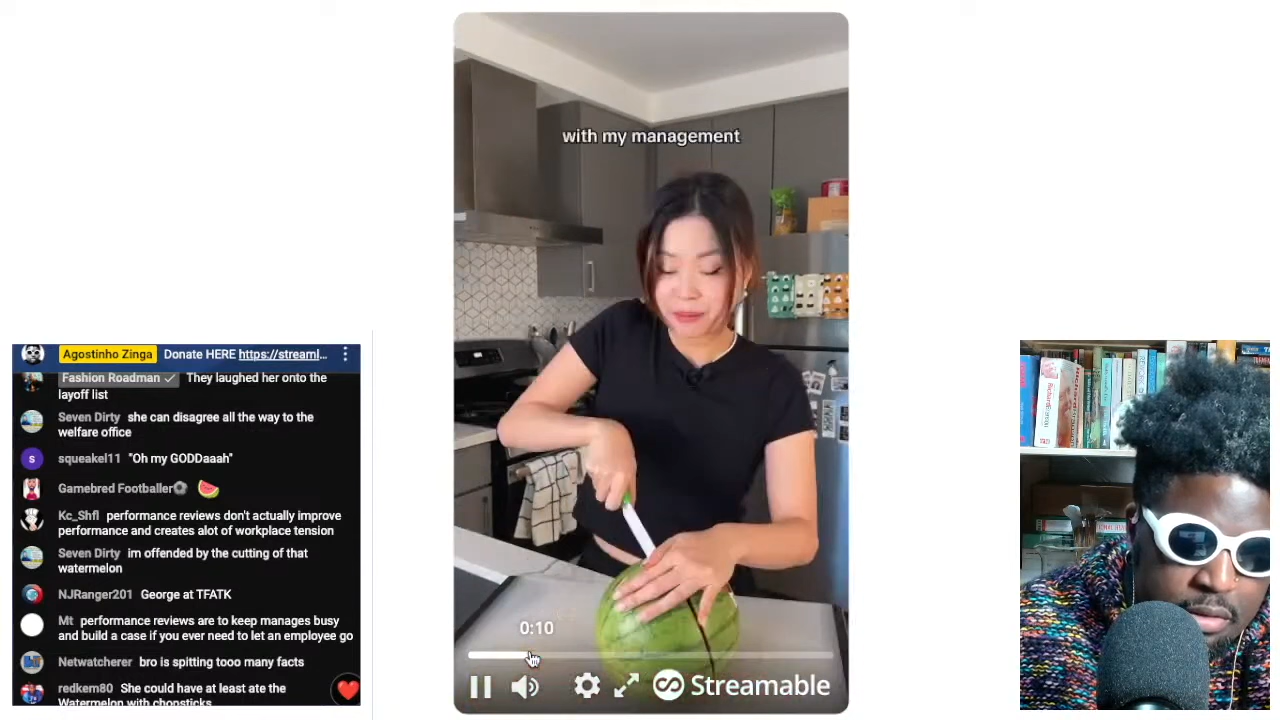 with my management
0:10
Streamable
Agostinho Zinga Donate HERE https://streaml...
Fashion Roadman They laughed her onto the
layoff list
Seven Dirty she can disagree all the way to the
welfare office
s squeakel11 "Oh my GODDaaah"
Gamebred Footballer⚽ 🍉
Kc_Shfl performance reviews don't actually improve
performance and creates alot of workplace tension
Seven Dirty im offended by the cutting of that
watermelon
NJRanger201 George at TFATK
Mt performance reviews are to keep manages busy
and build a case if you ever need to let an employee go
Netwatcherer bro is spitting tooo many facts
redkem80 She could have at least ate the
Watermelon with chopsticks